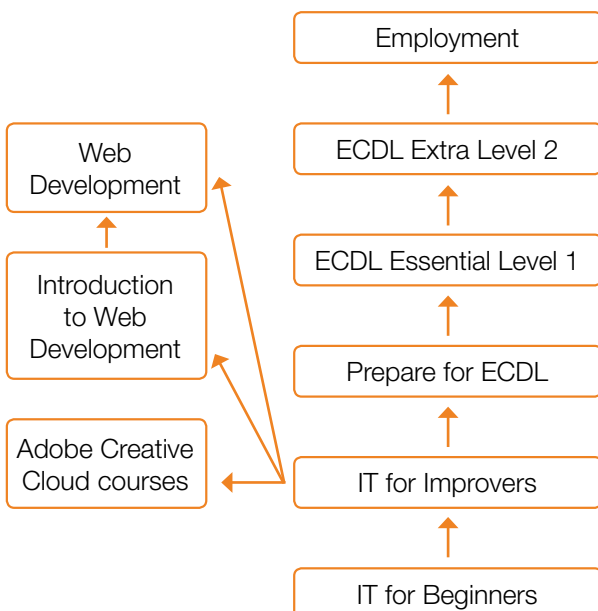 Employment
ECDL Extra Level 2
Web
Development
ECDL Essential Level 1
Introduction
to Web
Development
Prepare for ECDL
Adobe Creative
Cloud courses
IT for Improvers
IT for Beginners